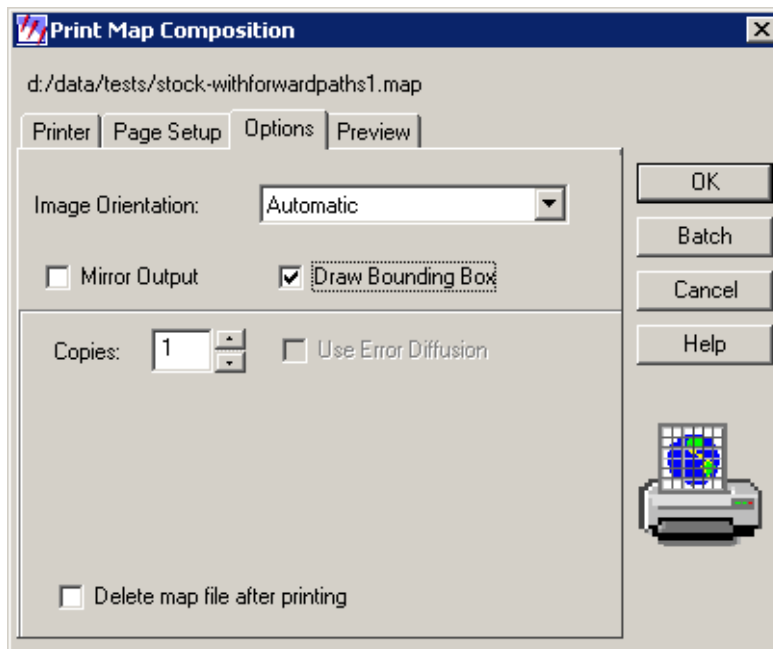 Print Map Composition
d:/data/tests/stock-withforwardpaths1.map
Printer Page Setup Options Preview
Image Orientation: Automatic
Mirror Output Draw Bounding Box
Copies: 1 Use Error Diffusion
Delete map file after printing
OK
Batch
Cancel
Help